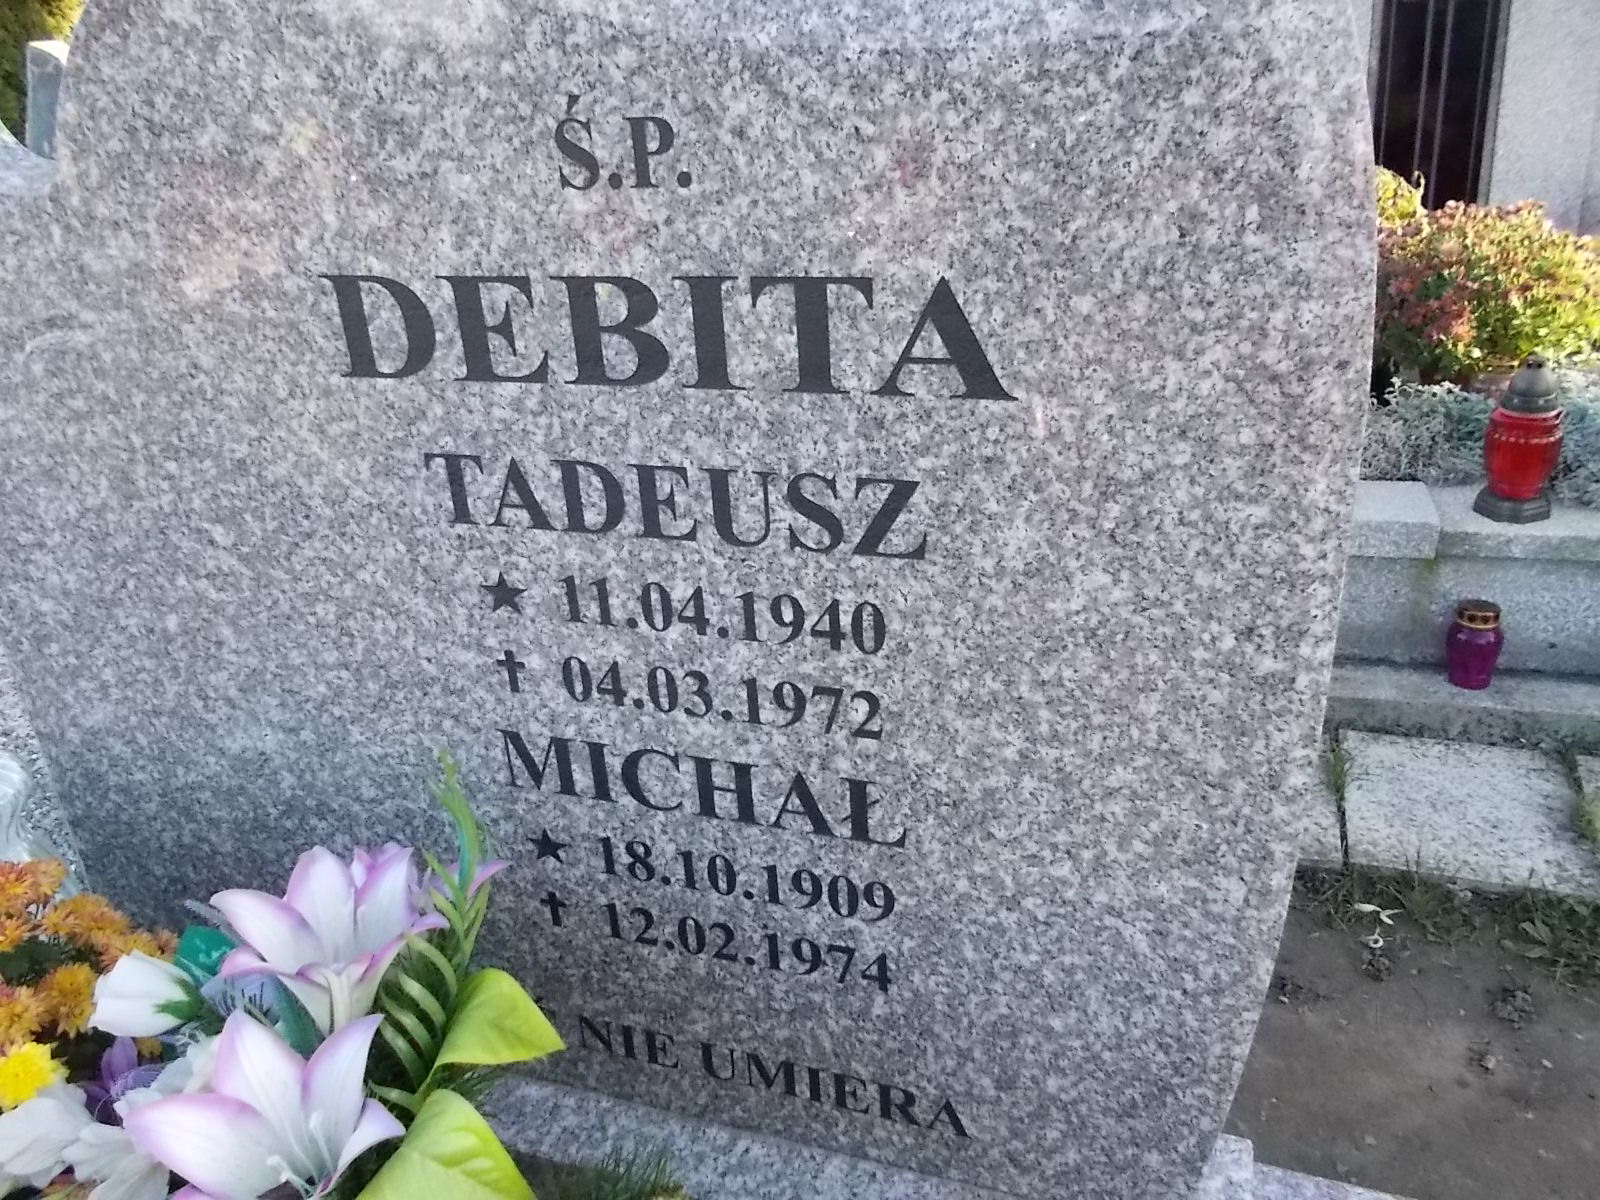 Ś.P.
DEBITA
TADEUSZ
★ 11.04.1940
✝ 04.03.1972
MICHAŁ
★ 18.10.1909
✝ 12.02.1974
NIE UMIERA